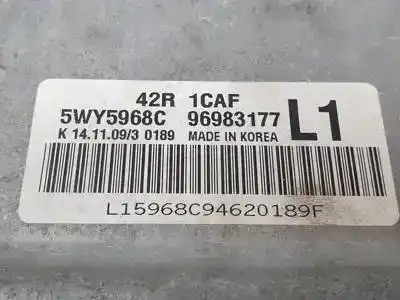 42R 1CAF
5WY5968C 96983177 L1
K 14.11.09/3 0189 MADE IN KOREA
L15968C94620189F